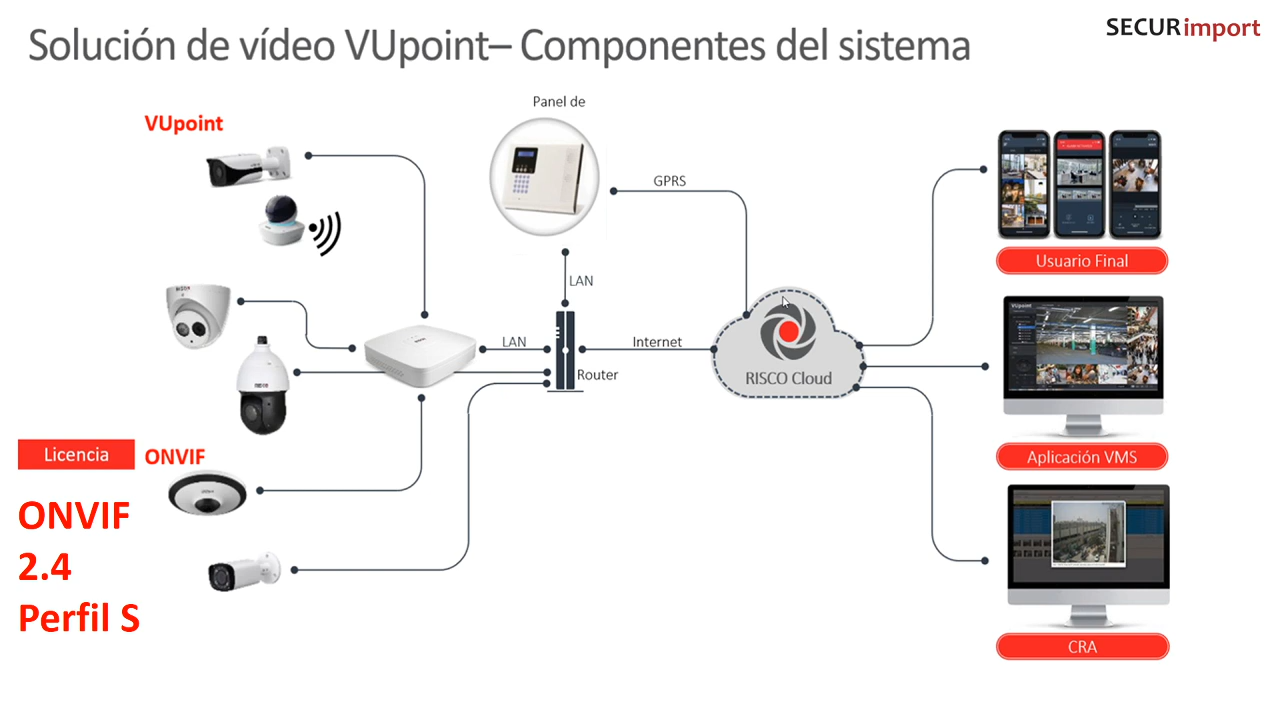 Solución de vídeo VUpoint– Componentes del sistema
SECURimport
Panel de
VUpoint
GPRS
LAN
Usuario Final
VUpoint
LAN
Internet
Router
RISCO Cloud
Licencia
ONVIF
Aplicación VMS
ONVIF
2.4
Perfil S
CRA